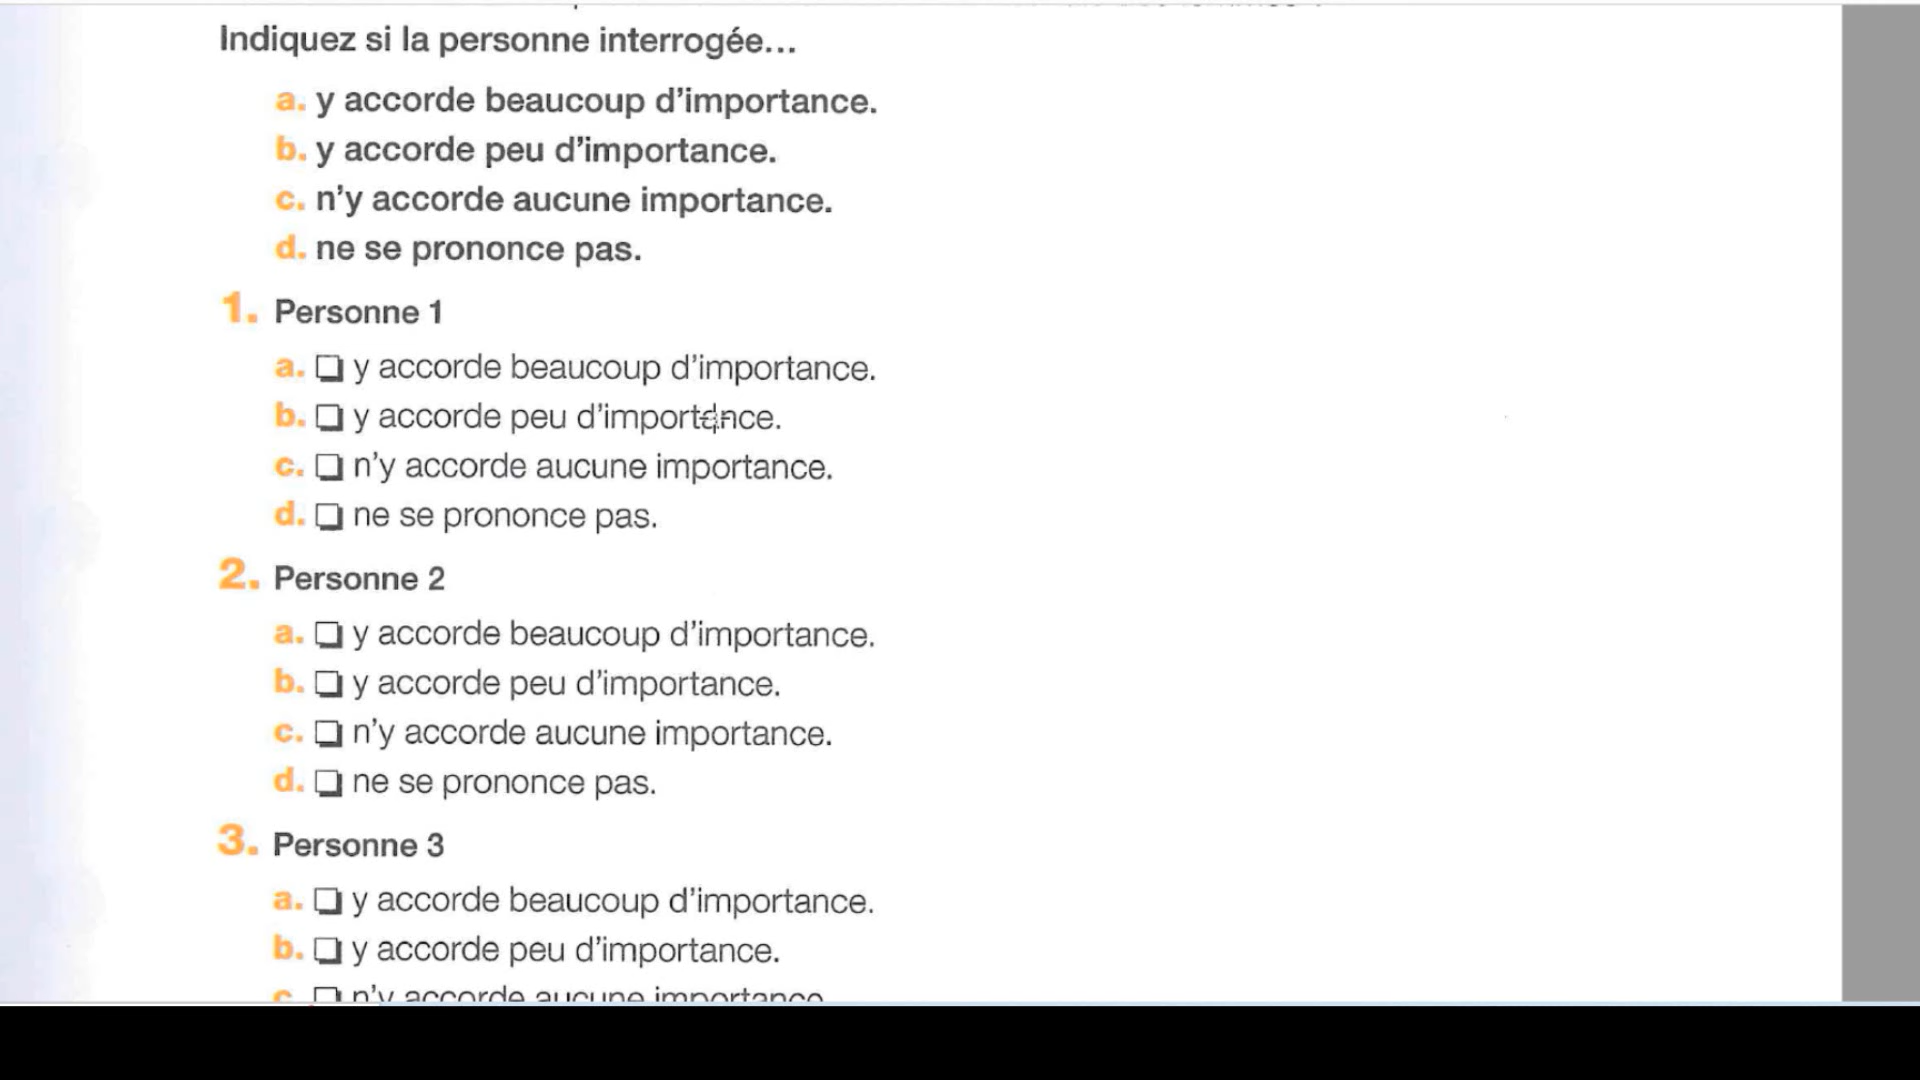 Indiquez si la personne interrogée...
a. y accorde beaucoup d'importance.
b. y accorde peu d'importance.
c. n'y accorde aucune importance.
d. ne se prononce pas.
1. Personne 1
a. ❏ y accorde beaucoup d'importance.
b. ❏ y accorde peu d'importance.
c. ❏ n'y accorde aucune importance.
d. ❏ ne se prononce pas.
2. Personne 2
a. ❏ y accorde beaucoup d'importance.
b. ❏ y accorde peu d'importance.
c. ❏ n'y accorde aucune importance.
d. ❏ ne se prononce pas.
3. Personne 3
a. ❏ y accorde beaucoup d'importance.
b. ❏ y accorde peu d'importance.
c. ❏ n'y accorde aucune importance